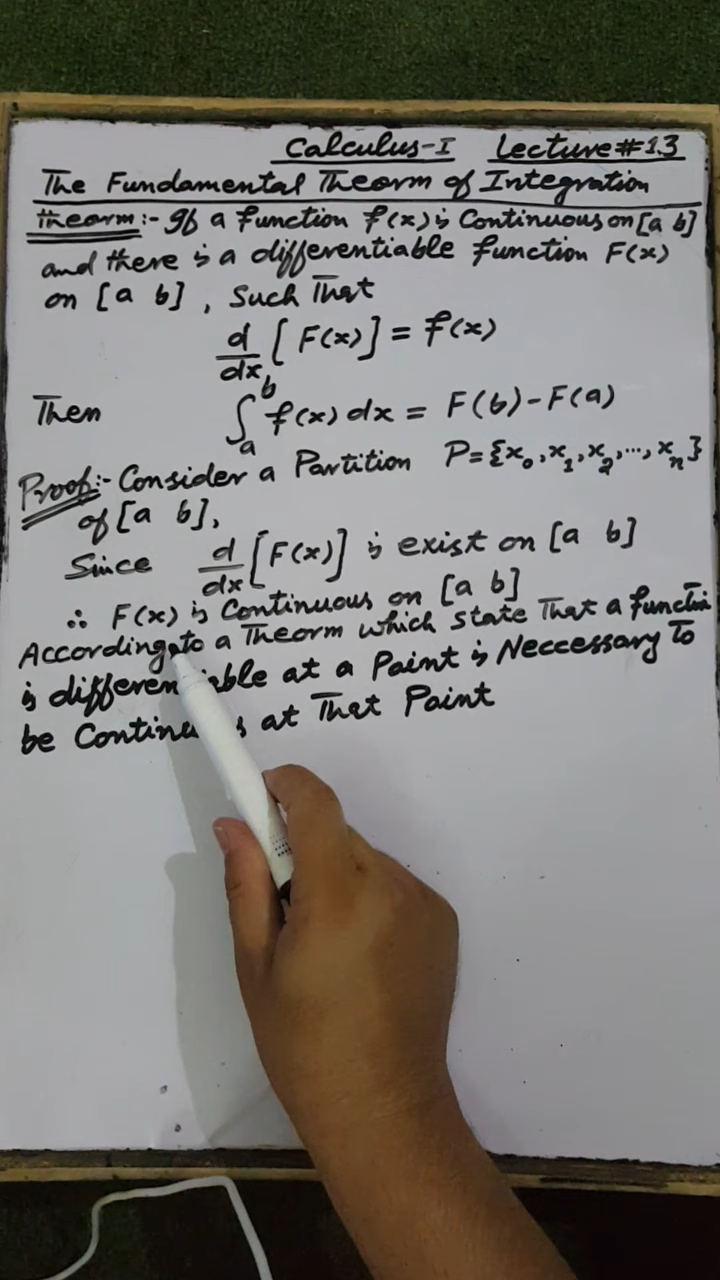 Calculus-I Lecture#13
The Fundamental Theorm of Integration
theorm:- If a function f(x) is Continuous on [a b]
and there is a differentiable function F(x)
on [a b], Such That
d/dx [F(x)] = f(x)
Then ∫_a^b f(x) dx = F(b)-F(a)
Proof:- Consider a Partition P={x₀,x₁,x₂,...,xₙ}
of [a b],
Since d/dx [F(x)] is exist on [a b]
∴ F(x) is Continuous on [a b]
According to a Theorm which state That a functi
is differen able at a Point is Neccessary To
be Continu s at That Point